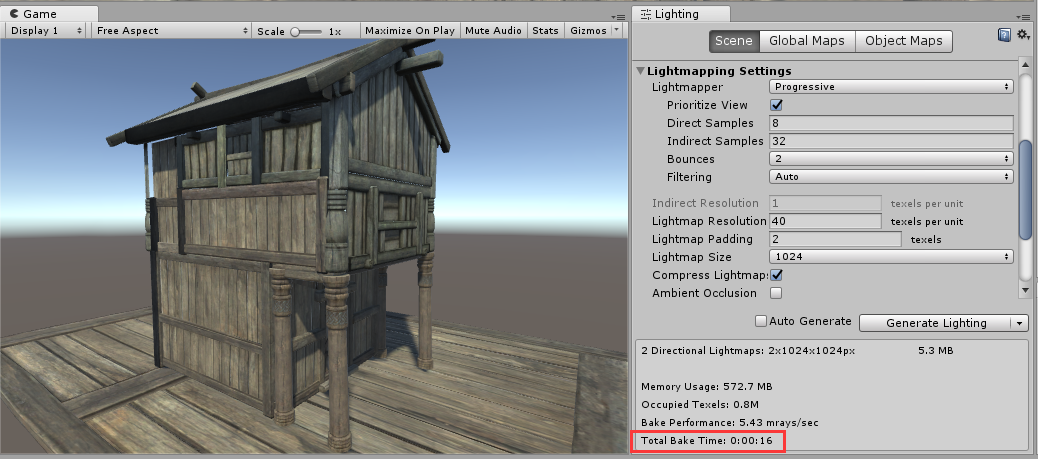 Game
Display 1 Free Aspect Scale 1x Maximize On Play Mute Audio Stats Gizmos
Lighting
Scene Global Maps Object Maps
Lightmapping Settings
Lightmapper Progressive
Prioritize View
Direct Samples 8
Indirect Samples 32
Bounces 2
Filtering Auto
Indirect Resolution 1 texels per unit
Lightmap Resolution 40 texels per unit
Lightmap Padding 2 texels
Lightmap Size 1024
Compress Lightmaps
Ambient Occlusion
Auto Generate Generate Lighting
2 Directional Lightmaps: 2x1024x1024px 5.3 MB
Memory Usage: 572.7 MB
Occupied Texels: 0.8M
Bake Performance: 5.43 mrays/sec
Total Bake Time: 0:00:16